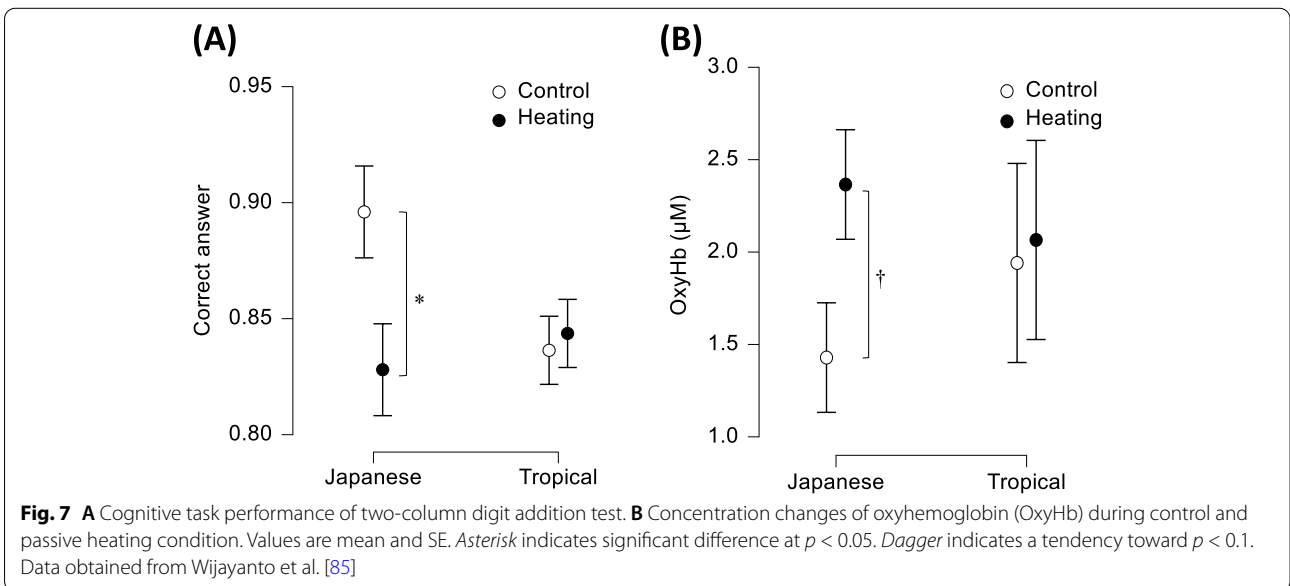 (A)
0.95
0.90
0.85
0.80
Correct answer
Control
Heating
*
Japanese Tropical
(B)
3.0
2.5
2.0
1.5
1.0
OxyHb (µM)
Control
Heating
†
Japanese Tropical
Fig. 7 A Cognitive task performance of two-column digit addition test. B Concentration changes of oxyhemoglobin (OxyHb) during control and
passive heating condition. Values are mean and SE. Asterisk indicates significant difference at p < 0.05. Dagger indicates a tendency toward p < 0.1.
Data obtained from Wijayanto et al. [85]